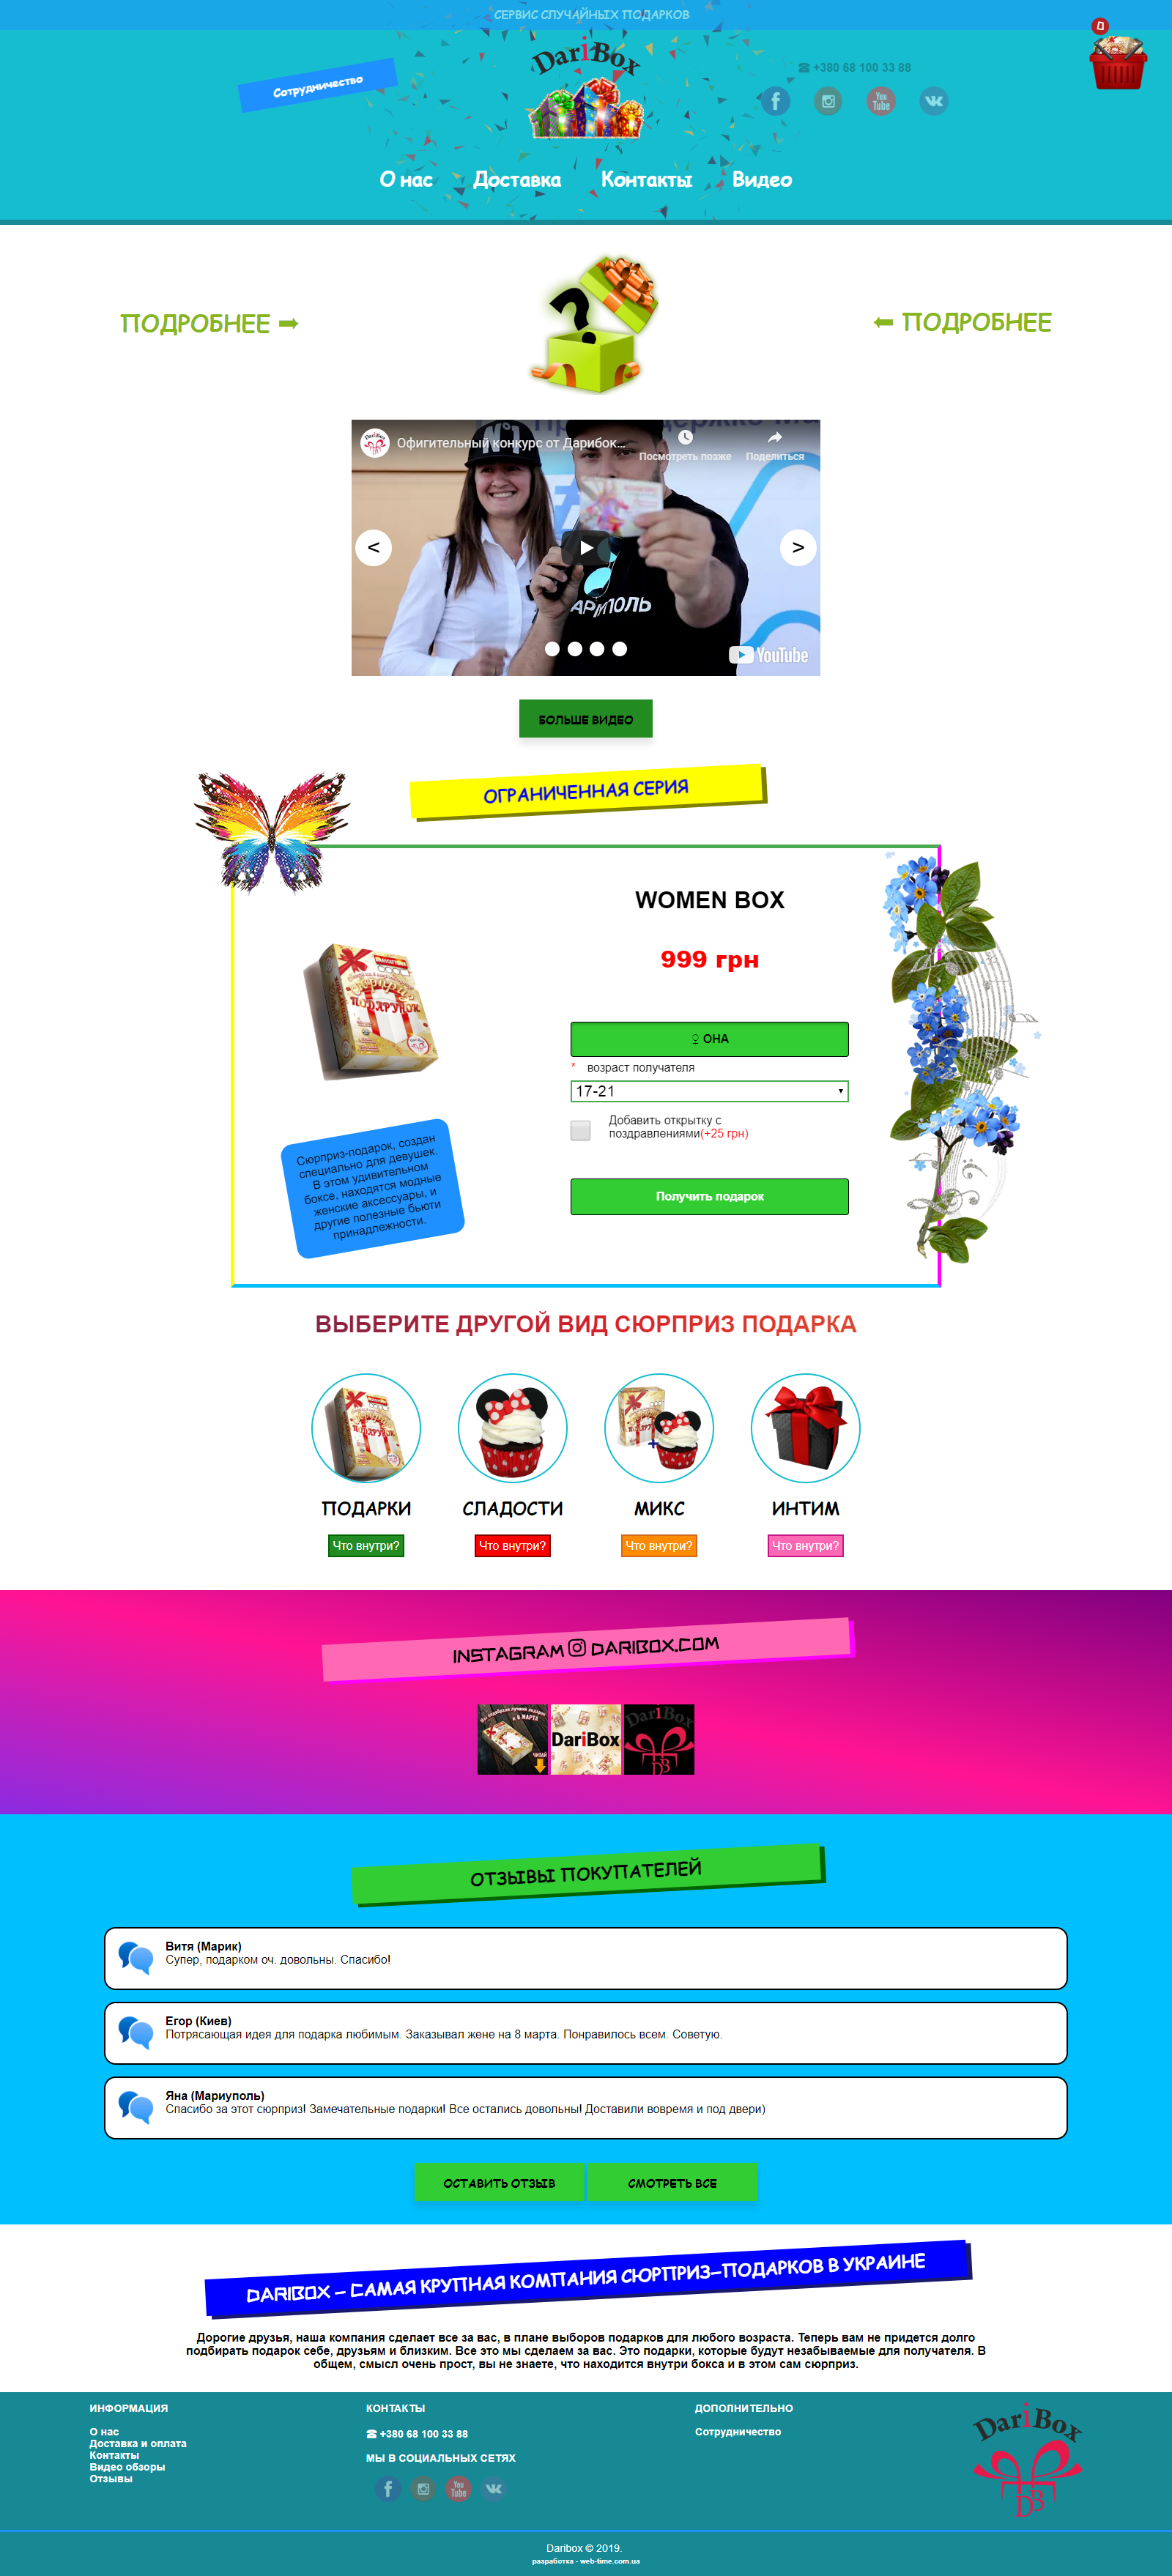 СЕРВИС СЛУЧАЙНЫХ ПОДАРКОВ
0
Сотрудничество
DariBox
☎ +380 68 100 33 88
You
Tube
О нас
Доставка
Контакты
Видео
ПОДРОБНЕЕ ➡
⬅ ПОДРОБНЕЕ
DariBox
Офигительный конкурс от Дарибок...
Посмотреть позже
Поделиться
<
>
YouTube
БОЛЬШЕ ВИДЕО
ОГРАНИЧЕННАЯ СЕРИЯ
WOMEN BOX
999 грн
ПОДАРУНОК
ОНА
* возраст получателя
17-21
Добавить открытку с
поздравлениями(+25 грн)
Получить подарок
Сюрприз-подарок, создан
специально для девушек.
В этом удивительном
боксе, находятся модные
женские аксессуары, и
другие полезные бьюти
принадлежности.
ВЫБЕРИТЕ ДРУГОЙ ВИД СЮРПРИЗ ПОДАРКА
ПОДАРКИ
СЛАДОСТИ
МИКС
ИНТИМ
Что внутри?
Что внутри?
Что внутри?
Что внутри?
INSTAGRAM DARIBOX.COM
К 8 МАРТА
ЧИТАЙ
DariBox
DariBox
DB
ОТЗЫВЫ ПОКУПАТЕЛЕЙ
Витя (Марик)
Супер, подарком оч. довольны. Спасибо!
Егор (Киев)
Потрясающая идея для подарка любимым. Заказывал жене на 8 марта. Понравилось всем. Советую.
Яна (Мариуполь)
Спасибо за этот сюрприз! Замечательные подарки! Все остались довольны! Доставили вовремя и под двери)
ОСТАВИТЬ ОТЗЫВ
СМОТРЕТЬ ВСЕ
DARIBOX – САМАЯ КРУПНАЯ КОМПАНИЯ СЮРПРИЗ–ПОДАРКОВ В УКРАИНЕ
Дорогие друзья, наша компания сделает все за вас, в плане выборов подарков для любого возраста. Теперь вам не придется долго
подбирать подарок себе, друзьям и близким. Все это мы сделаем за вас. Это подарки, которые будут незабываемые для получателя. В
общем, смысл очень прост, вы не знаете, что находится внутри бокса и в этом сам сюрприз.
ИНФОРМАЦИЯ
О нас
Доставка и оплата
Контакты
Видео обзоры
Отзывы
КОНТАКТЫ
☎ +380 68 100 33 88
МЫ В СОЦИАЛЬНЫХ СЕТЯХ
You
Tube
ДОПОЛНИТЕЛЬНО
Сотрудничество
DariBox
DB
Daribox © 2019.
разработка - web-time.com.ua